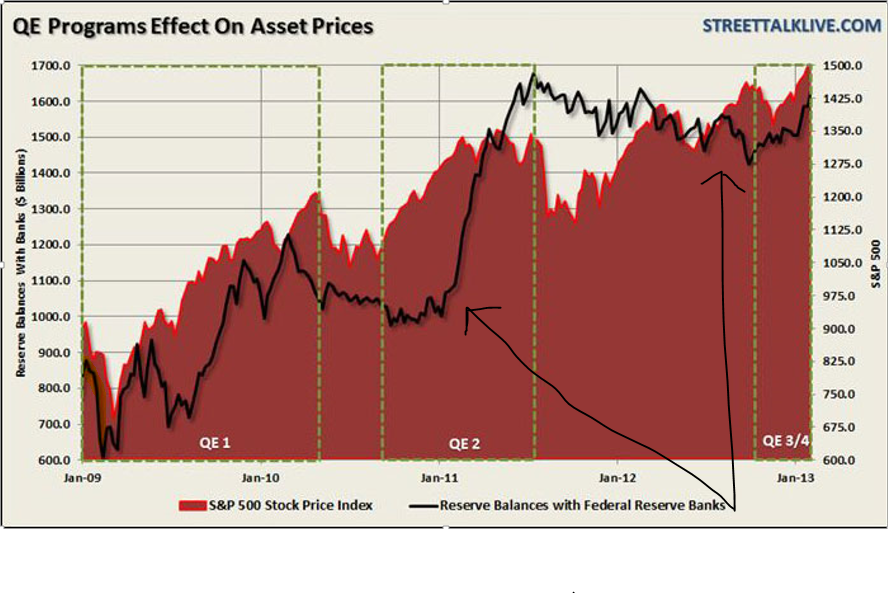 QE Programs Effect On Asset Prices
STREETTALKLIVE.COM
Reserve Balances With Banks ($ Billions)
1700.0
1600.0
1500.0
1400.0
1300.0
1200.0
1100.0
1000.0
900.0
800.0
700.0
600.0
QE 1
QE 2
QE 3/4
1500.0
1425.0
1350.0
1275.0
1200.0
1125.0
1050.0
975.0
900.0
825.0
750.0
675.0
600.0
S&P 500
Jan-09
Jan-10
Jan-11
Jan-12
Jan-13
S&P 500 Stock Price Index
Reserve Balances with Federal Reserve Banks